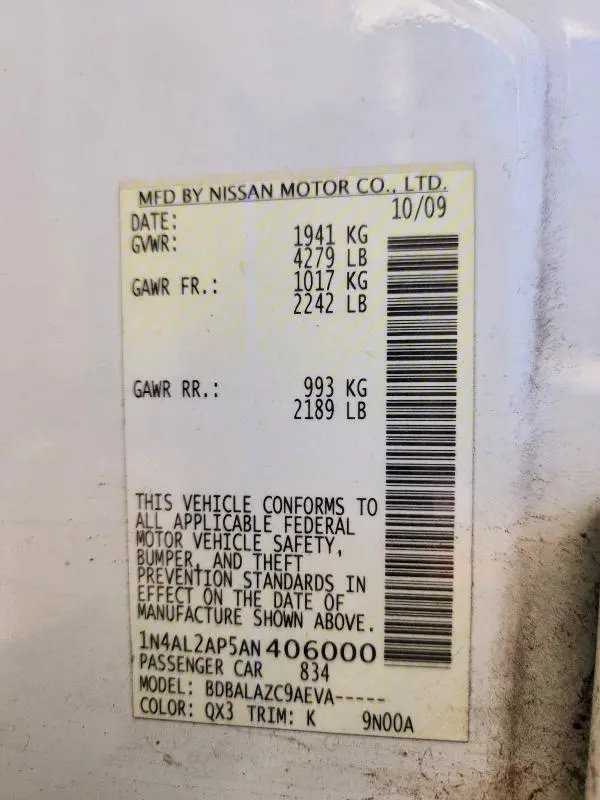 MFD BY NISSAN MOTOR CO., LTD.
DATE: 10/09
GVWR: 1941 KG
4279 LB
GAWR FR.: 1017 KG
2242 LB
GAWR RR.: 993 KG
2189 LB
THIS VEHICLE CONFORMS TO
ALL APPLICABLE FEDERAL
MOTOR VEHICLE SAFETY,
BUMPER, AND THEFT
PREVENTION STANDARDS IN
EFFECT ON THE DATE OF
MANUFACTURE SHOWN ABOVE.
1N4AL2AP5AN406000
PASSENGER CAR 834
MODEL: BDBALAZC9AEVA-----
COLOR: QX3 TRIM: K 9N00A